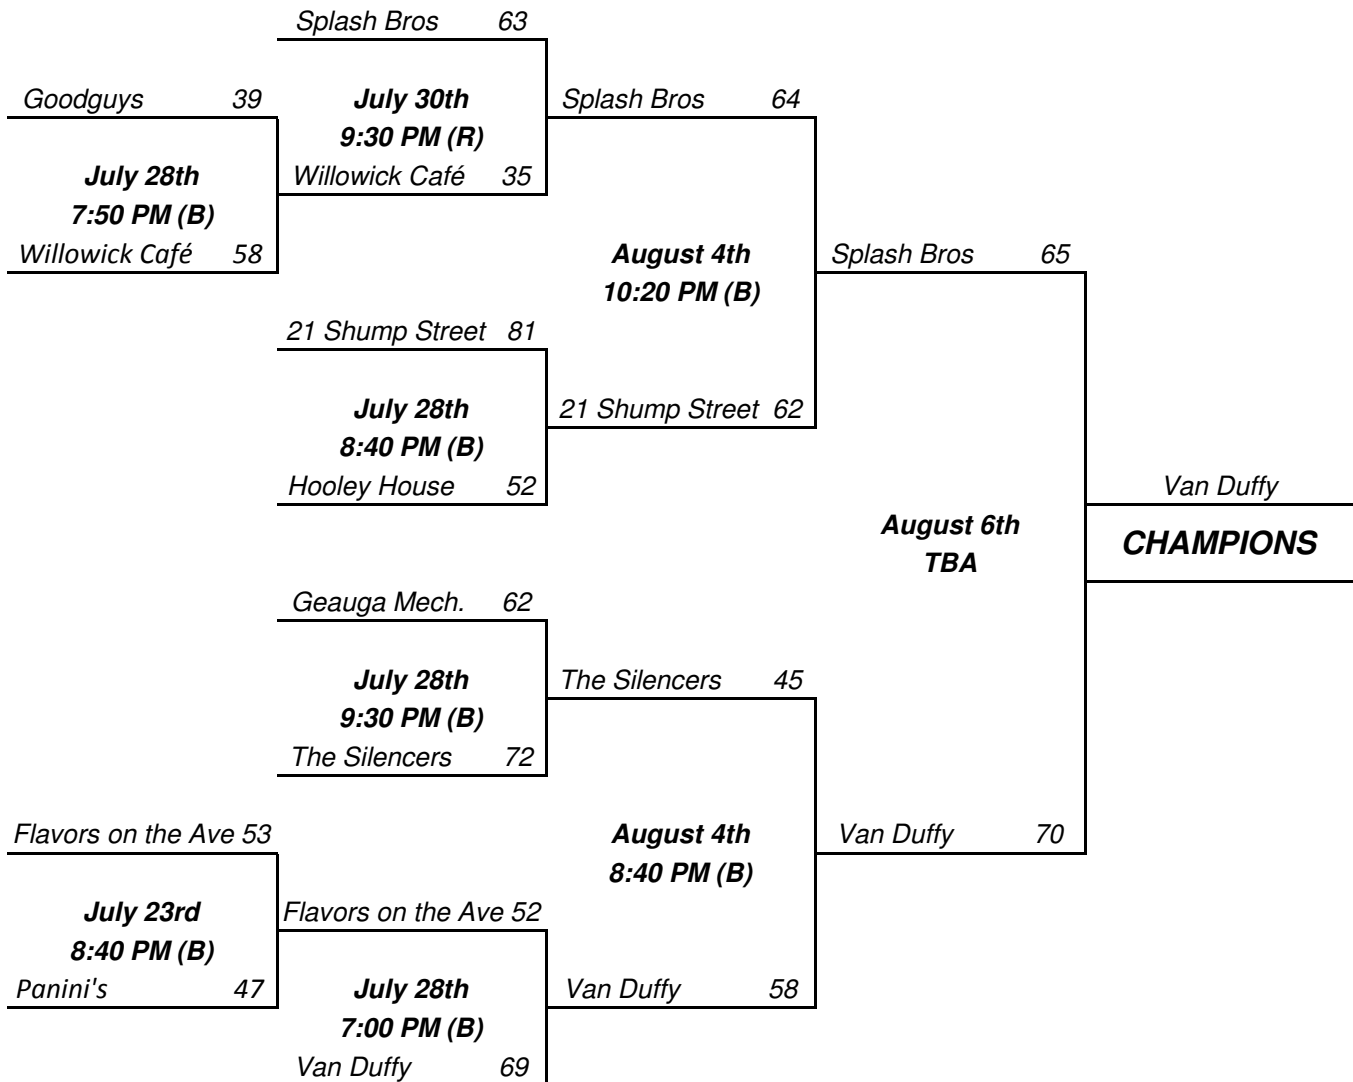 Splash Bros 63
Goodguys 39
July 30th
9:30 PM (R)
Splash Bros 64
July 28th
7:50 PM (B)
Willowick Café 35
Willowick Café 58
August 4th
10:20 PM (B)
Splash Bros 65
21 Shump Street 81
July 28th
8:40 PM (B)
21 Shump Street 62
Hooley House 52
Van Duffy
August 6th
TBA
CHAMPIONS
Geauga Mech. 62
July 28th
9:30 PM (B)
The Silencers 45
The Silencers 72
Flavors on the Ave 53
August 4th
8:40 PM (B)
Van Duffy 70
July 23rd
8:40 PM (B)
Flavors on the Ave 52
Panini's 47
July 28th
7:00 PM (B)
Van Duffy 58
Van Duffy 69